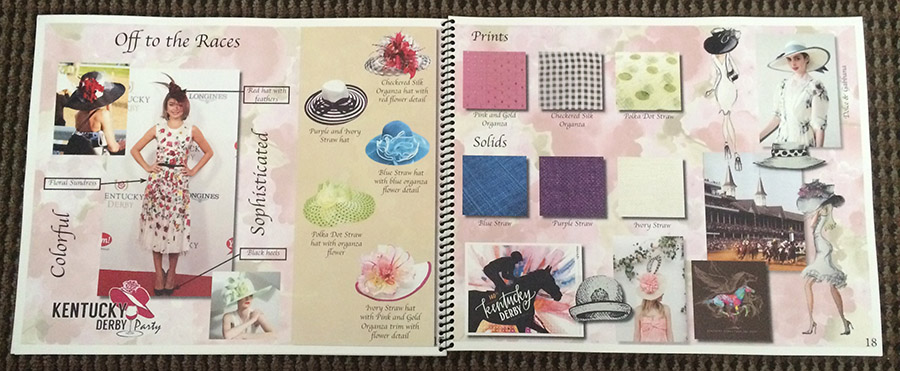 Off to the Races
Red hat with
feathers
LONGINES
Floral Sundress
Colorful
Sophisticated
KENTUCKY
DERBY
LONGINES
Black heels
KENTUCKY
DERBY Party
Checkered Silk
Organza hat with
red flower detail
Purple and Ivory
Straw hat
Blue Straw hat
with blue organza
flower detail
Polka Dot Straw
hat with organza
flower
Ivory Straw hat
with Pink and Gold
Organza trim with
flower detail
Prints
Pink and Gold
Organza
Checkered Silk
Organza
Polka Dot Straw
Dolce & Gabbana
Solids
Blue Straw
Purple Straw
Ivory Straw
kentucky
DERBY
18